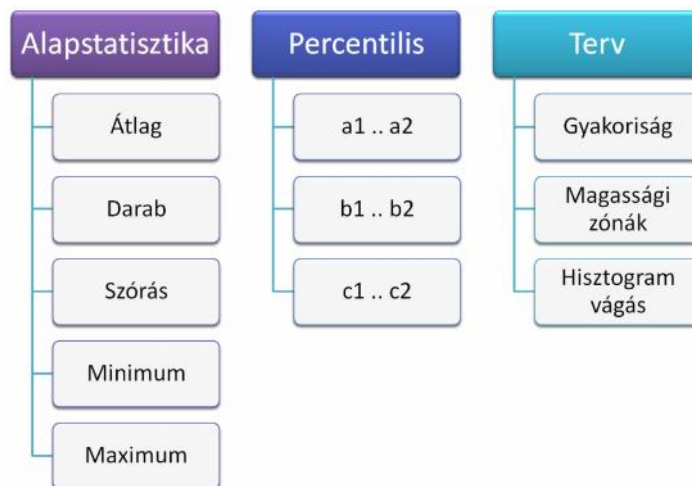 Alapstatisztika
Átlag
Darab
Szórás
Minimum
Maximum
Percentilis
a1 .. a2
b1 .. b2
c1 .. c2
Terv
Gyakoriság
Magassági
zónák
Hisztogram
vágás